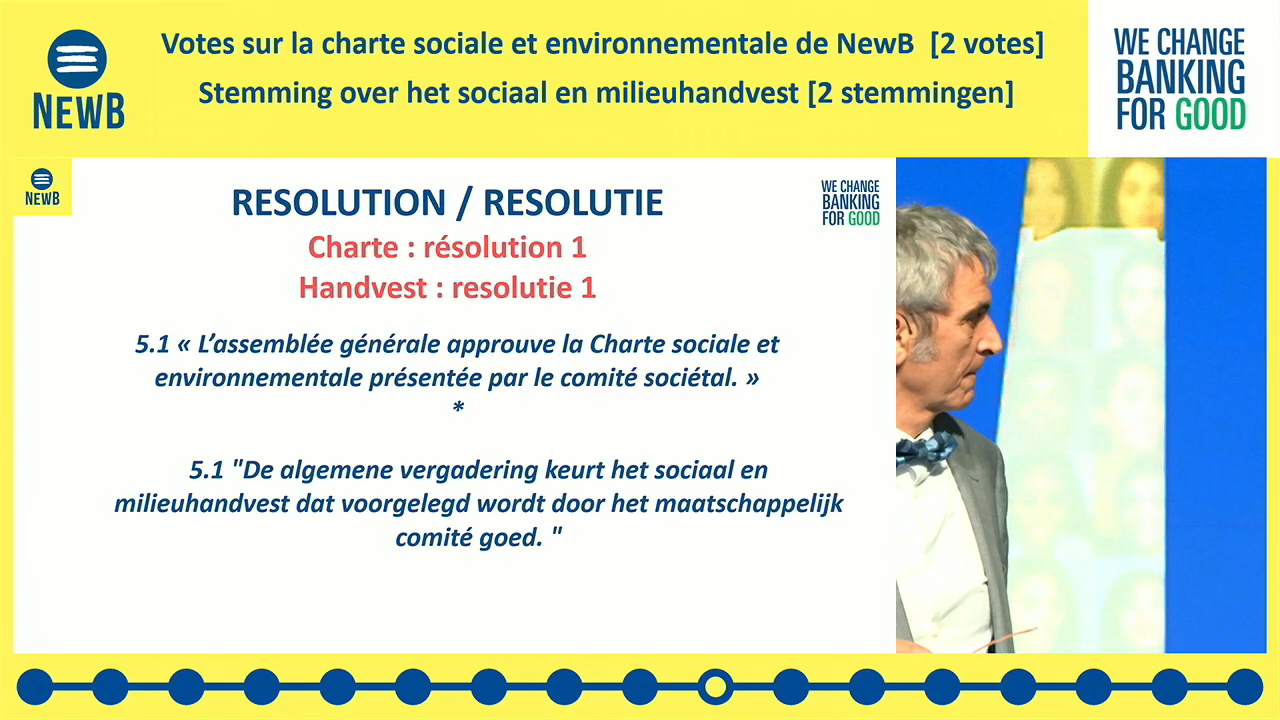 NEWB
Votes sur la charte sociale et environnementale de NewB [2 votes]
Stemming over het sociaal en milieuhandvest [2 stemmingen]
WE CHANGE
BANKING
FOR GOOD
NEWB
RESOLUTION / RESOLUTIE
Charte : résolution 1
Handvest : resolutie 1
WE CHANGE
BANKING
FOR GOOD
5.1 « L’assemblée générale approuve la Charte sociale et
environnementale présentée par le comité sociétal. »
*
5.1 "De algemene vergadering keurt het sociaal en
milieuhandvest dat voorgelegd wordt door het maatschappelijk
comité goed. "